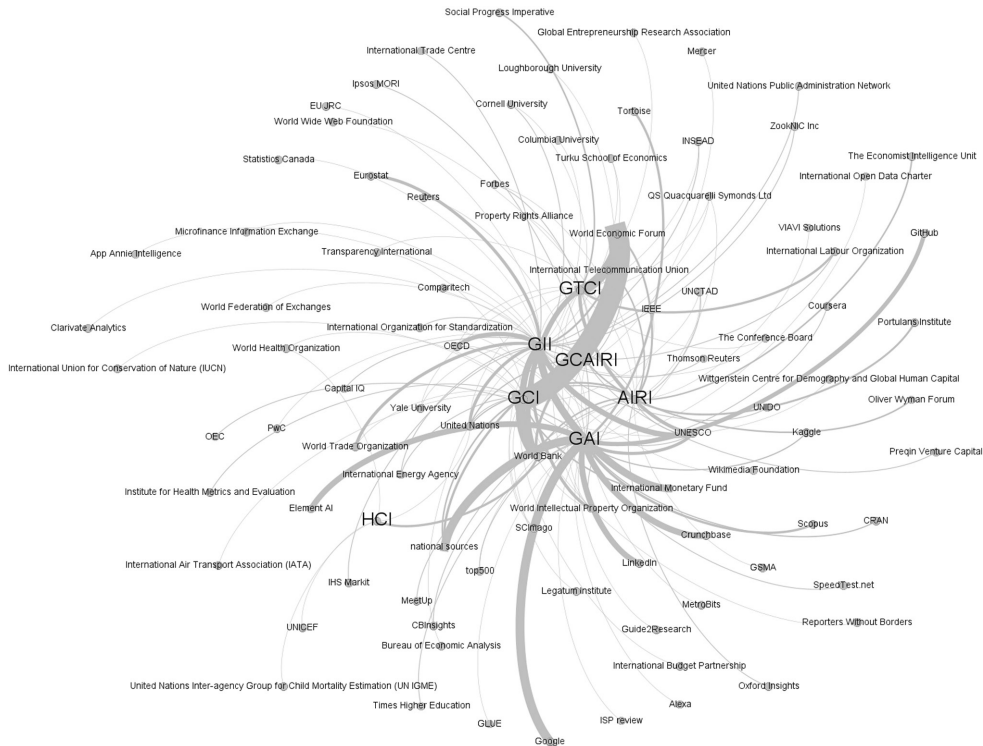 Social Progress Imperative
Global Entrepreneurship Research Association
International Trade Centre
Mercer
Loughborough University
Ipsos MORI
United Nations Public Administration Network
EU JRC
Cornell University
Tortoise
World Wide Web Foundation
ZookNIC Inc
Columbia University
INSEAD
Statistics Canada
Turku School of Economics
The Economist Intelligence Unit
Eurostat
International Open Data Charter
Forbes
Reuters
QS Quacquarelli Symonds Ltd
Property Rights Alliance
Microfinance Information Exchange
VIAVI Solutions
World Economic Forum
GitHub
App Annie Intelligence
Transparency International
International Labour Organization
International Telecommunication Union
Comparitech
GTCI
UNCTAD
World Federation of Exchanges
IEEE
Coursera
Clarivate Analytics
International Organization for Standardization
Portulans Institute
World Health Organization
OECD
GII
The Conference Board
GCAIRI
Thomson Reuters
International Union for Conservation of Nature (IUCN)
Wittgenstein Centre for Demography and Global Human Capital
Capital IQ
GCI
AIRI
Oliver Wyman Forum
Yale University
UNIDO
OEC
PwC
United Nations
UNESCO
Kaggle
World Trade Organization
GAI
Preqin Venture Capital
World Bank
International Energy Agency
Wikimedia Foundation
Institute for Health Metrics and Evaluation
International Monetary Fund
Element AI
World Intellectual Property Organization
HCI
SCImago
Scopus
CRAN
Crunchbase
national sources
International Air Transport Association (IATA)
top500
LinkedIn
GSMA
IHS Markit
Legatum Institute
SpeedTest.net
MeetUp
MetroBits
UNICEF
CBInsights
Guide2Research
Reporters Without Borders
Bureau of Economic Analysis
International Budget Partnership
United Nations Inter-agency Group for Child Mortality Estimation (UN IGME)
Oxford Insights
Times Higher Education
Alexa
GLUE
ISP review
Google